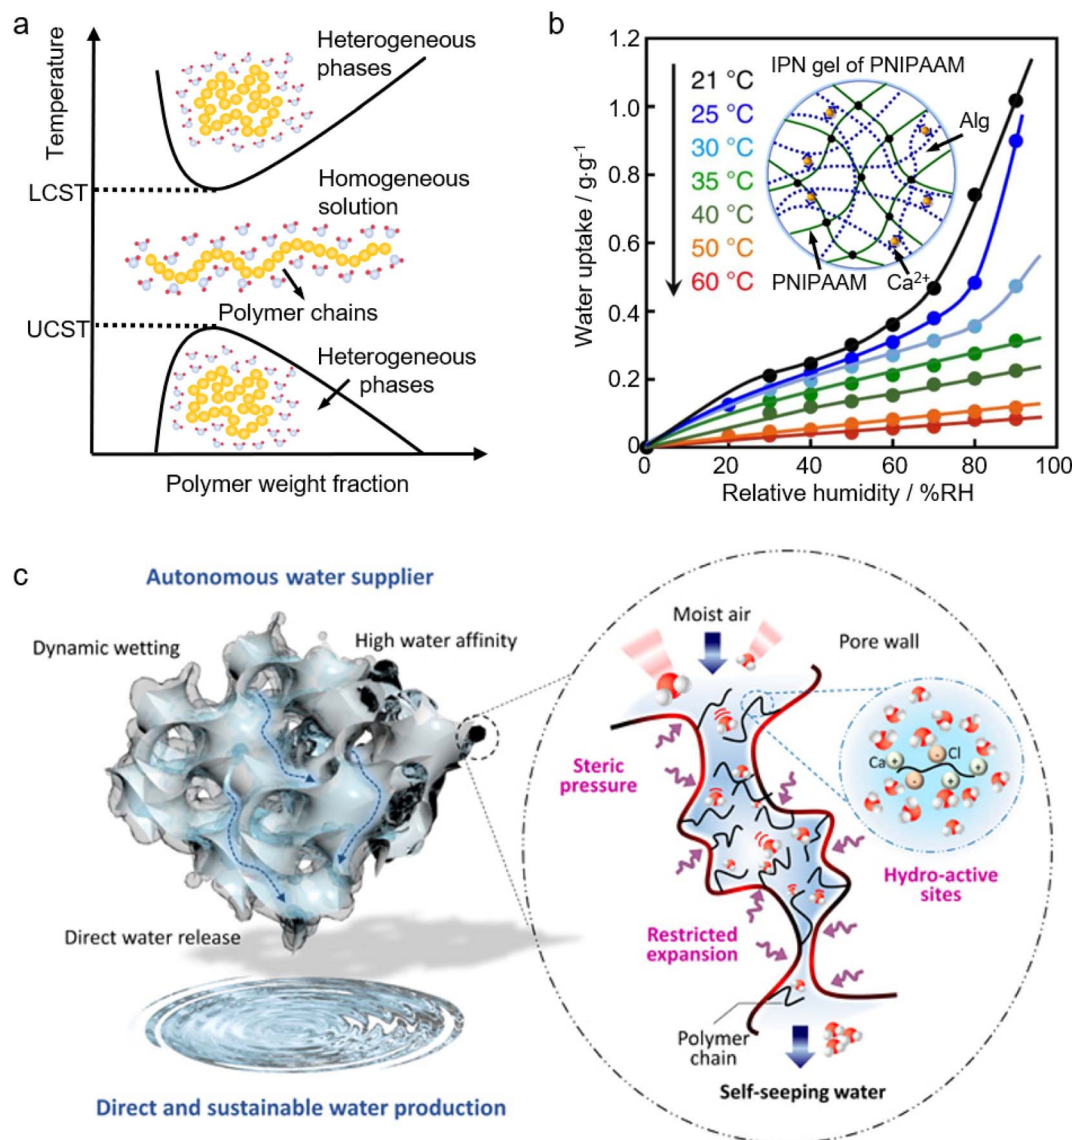 a
Temperature
LCST
UCST
Heterogeneous
phases
Homogeneous
solution
Polymer chains
Heterogeneous
phases
Polymer weight fraction
b
Water uptake / g·g⁻¹
1.2
1.0
0.8
0.6
0.4
0.2
0
0
20
40
60
80
100
Relative humidity / %RH
21 °C
25 °C
30 °C
35 °C
40 °C
50 °C
60 °C
IPN gel of PNIPAAM
Alg
PNIPAAM
Ca²⁺
c
Autonomous water supplier
Dynamic wetting
High water affinity
Direct water release
Direct and sustainable water production
Moist air
Pore wall
Steric
pressure
Ca
+
-
Cl
-
+
Hydro-active
sites
Restricted
expansion
Polymer
chain
Self-seeping water